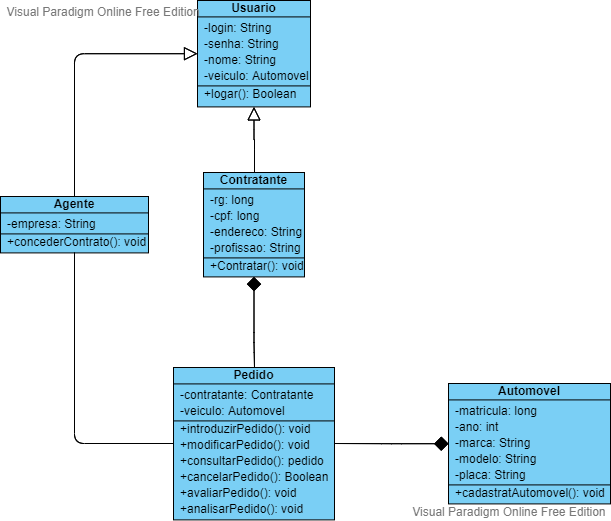 Visual Paradigm Online Free Edition
Usuario
-login: String
-senha: String
-nome: String
-veiculo: Automovel
+logar(): Boolean
Contratante
-rg: long
-cpf: long
-endereco: String
-profissao: String
+Contratar(): void
Agente
-empresa: String
+concederContrato(): void
Pedido
-contratante: Contratante
-veiculo: Automovel
+introduzirPedido(): void
+modificarPedido(): void
+consultarPedido(): pedido
+cancelarPedido(): Boolean
+avaliarPedido(): void
+analisarPedido(): void
Automovel
-matricula: long
-ano: int
-marca: String
-modelo: String
-placa: String
+cadastratAutomovel(): void
Visual Paradigm Online Free Edition